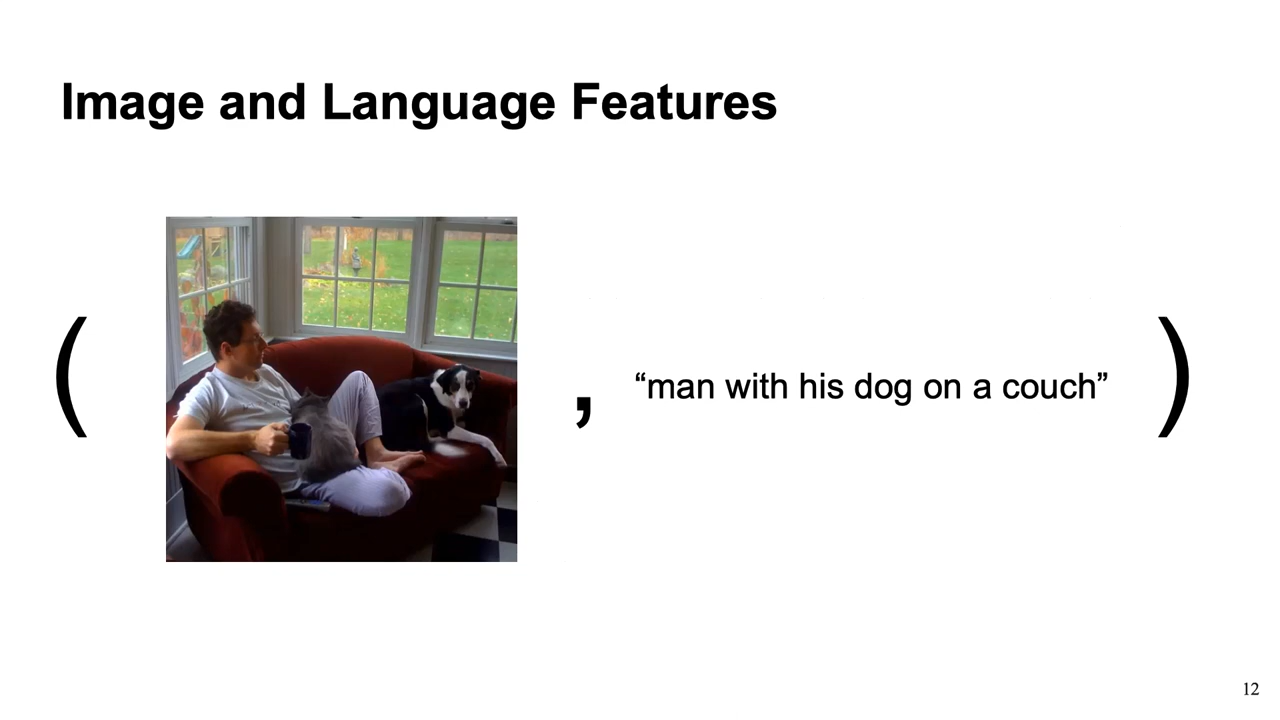 Image and Language Features
( , “man with his dog on a couch” )
12